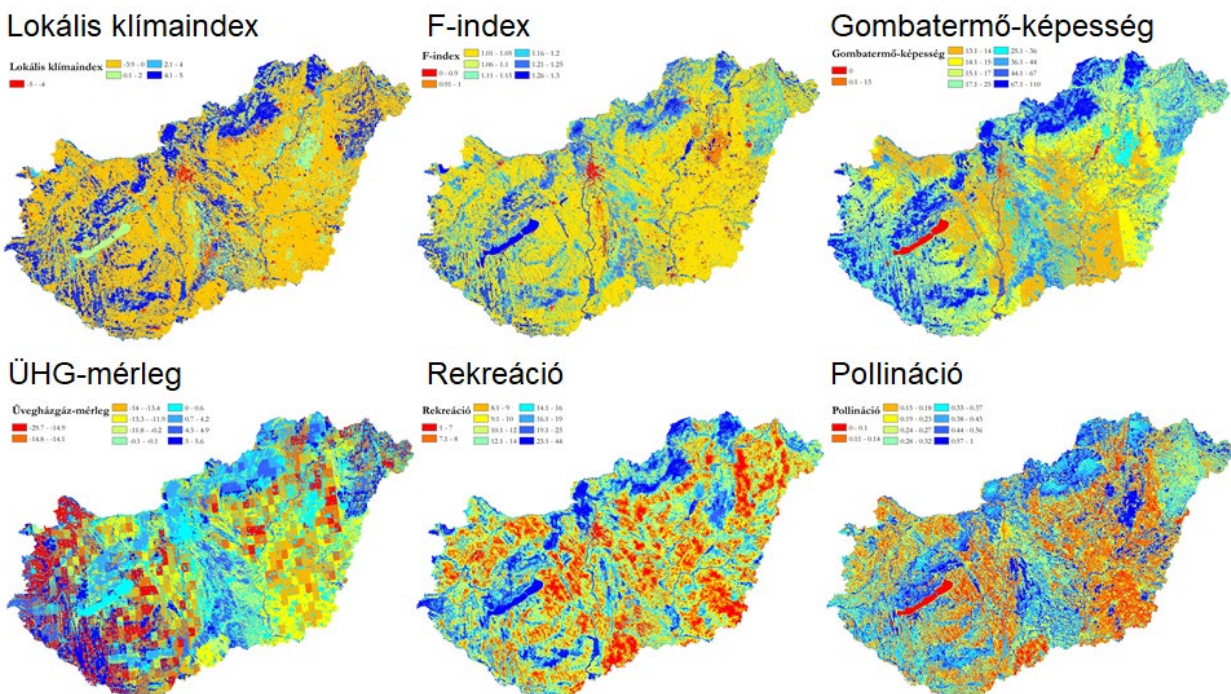 Lokális klímaindex
F-index
Gombatermő-képesség
Lokális klímaindex
-5 - -4
-3.9 - 0
0.1 - 2
2.1 - 4
4.1 - 5
F-index
0 - 0.9
0.91 - 1
1.01 - 1.05
1.06 - 1.1
1.11 - 1.15
1.16 - 1.2
1.21 - 1.25
1.26 - 1.3
Gombatermő-képesség
0
0.1 - 13
13.1 - 14
14.1 - 15
15.1 - 17
17.1 - 25
25.1 - 36
36.1 - 44
44.1 - 67
67.1 - 110
ÜHG-mérleg
Rekreáció
Pollináció
Üvegházgáz-mérleg
-29.7 - -14.9
-14.8 - -14.1
-14 - -13.4
-13.3 - -11.9
-11.8 - -0.2
-0.1 - -0.1
0 - 0.6
0.7 - 4.2
4.3 - 4.9
5 - 5.6
Rekreáció
1 - 7
7.1 - 8
8.1 - 9
9.1 - 10
10.1 - 12
12.1 - 14
14.1 - 16
16.1 - 19
19.1 - 23
23.1 - 44
Pollináció
0 - 0.1
0.11 - 0.14
0.15 - 0.18
0.19 - 0.23
0.24 - 0.27
0.28 - 0.32
0.33 - 0.37
0.38 - 0.43
0.44 - 0.56
0.57 - 1